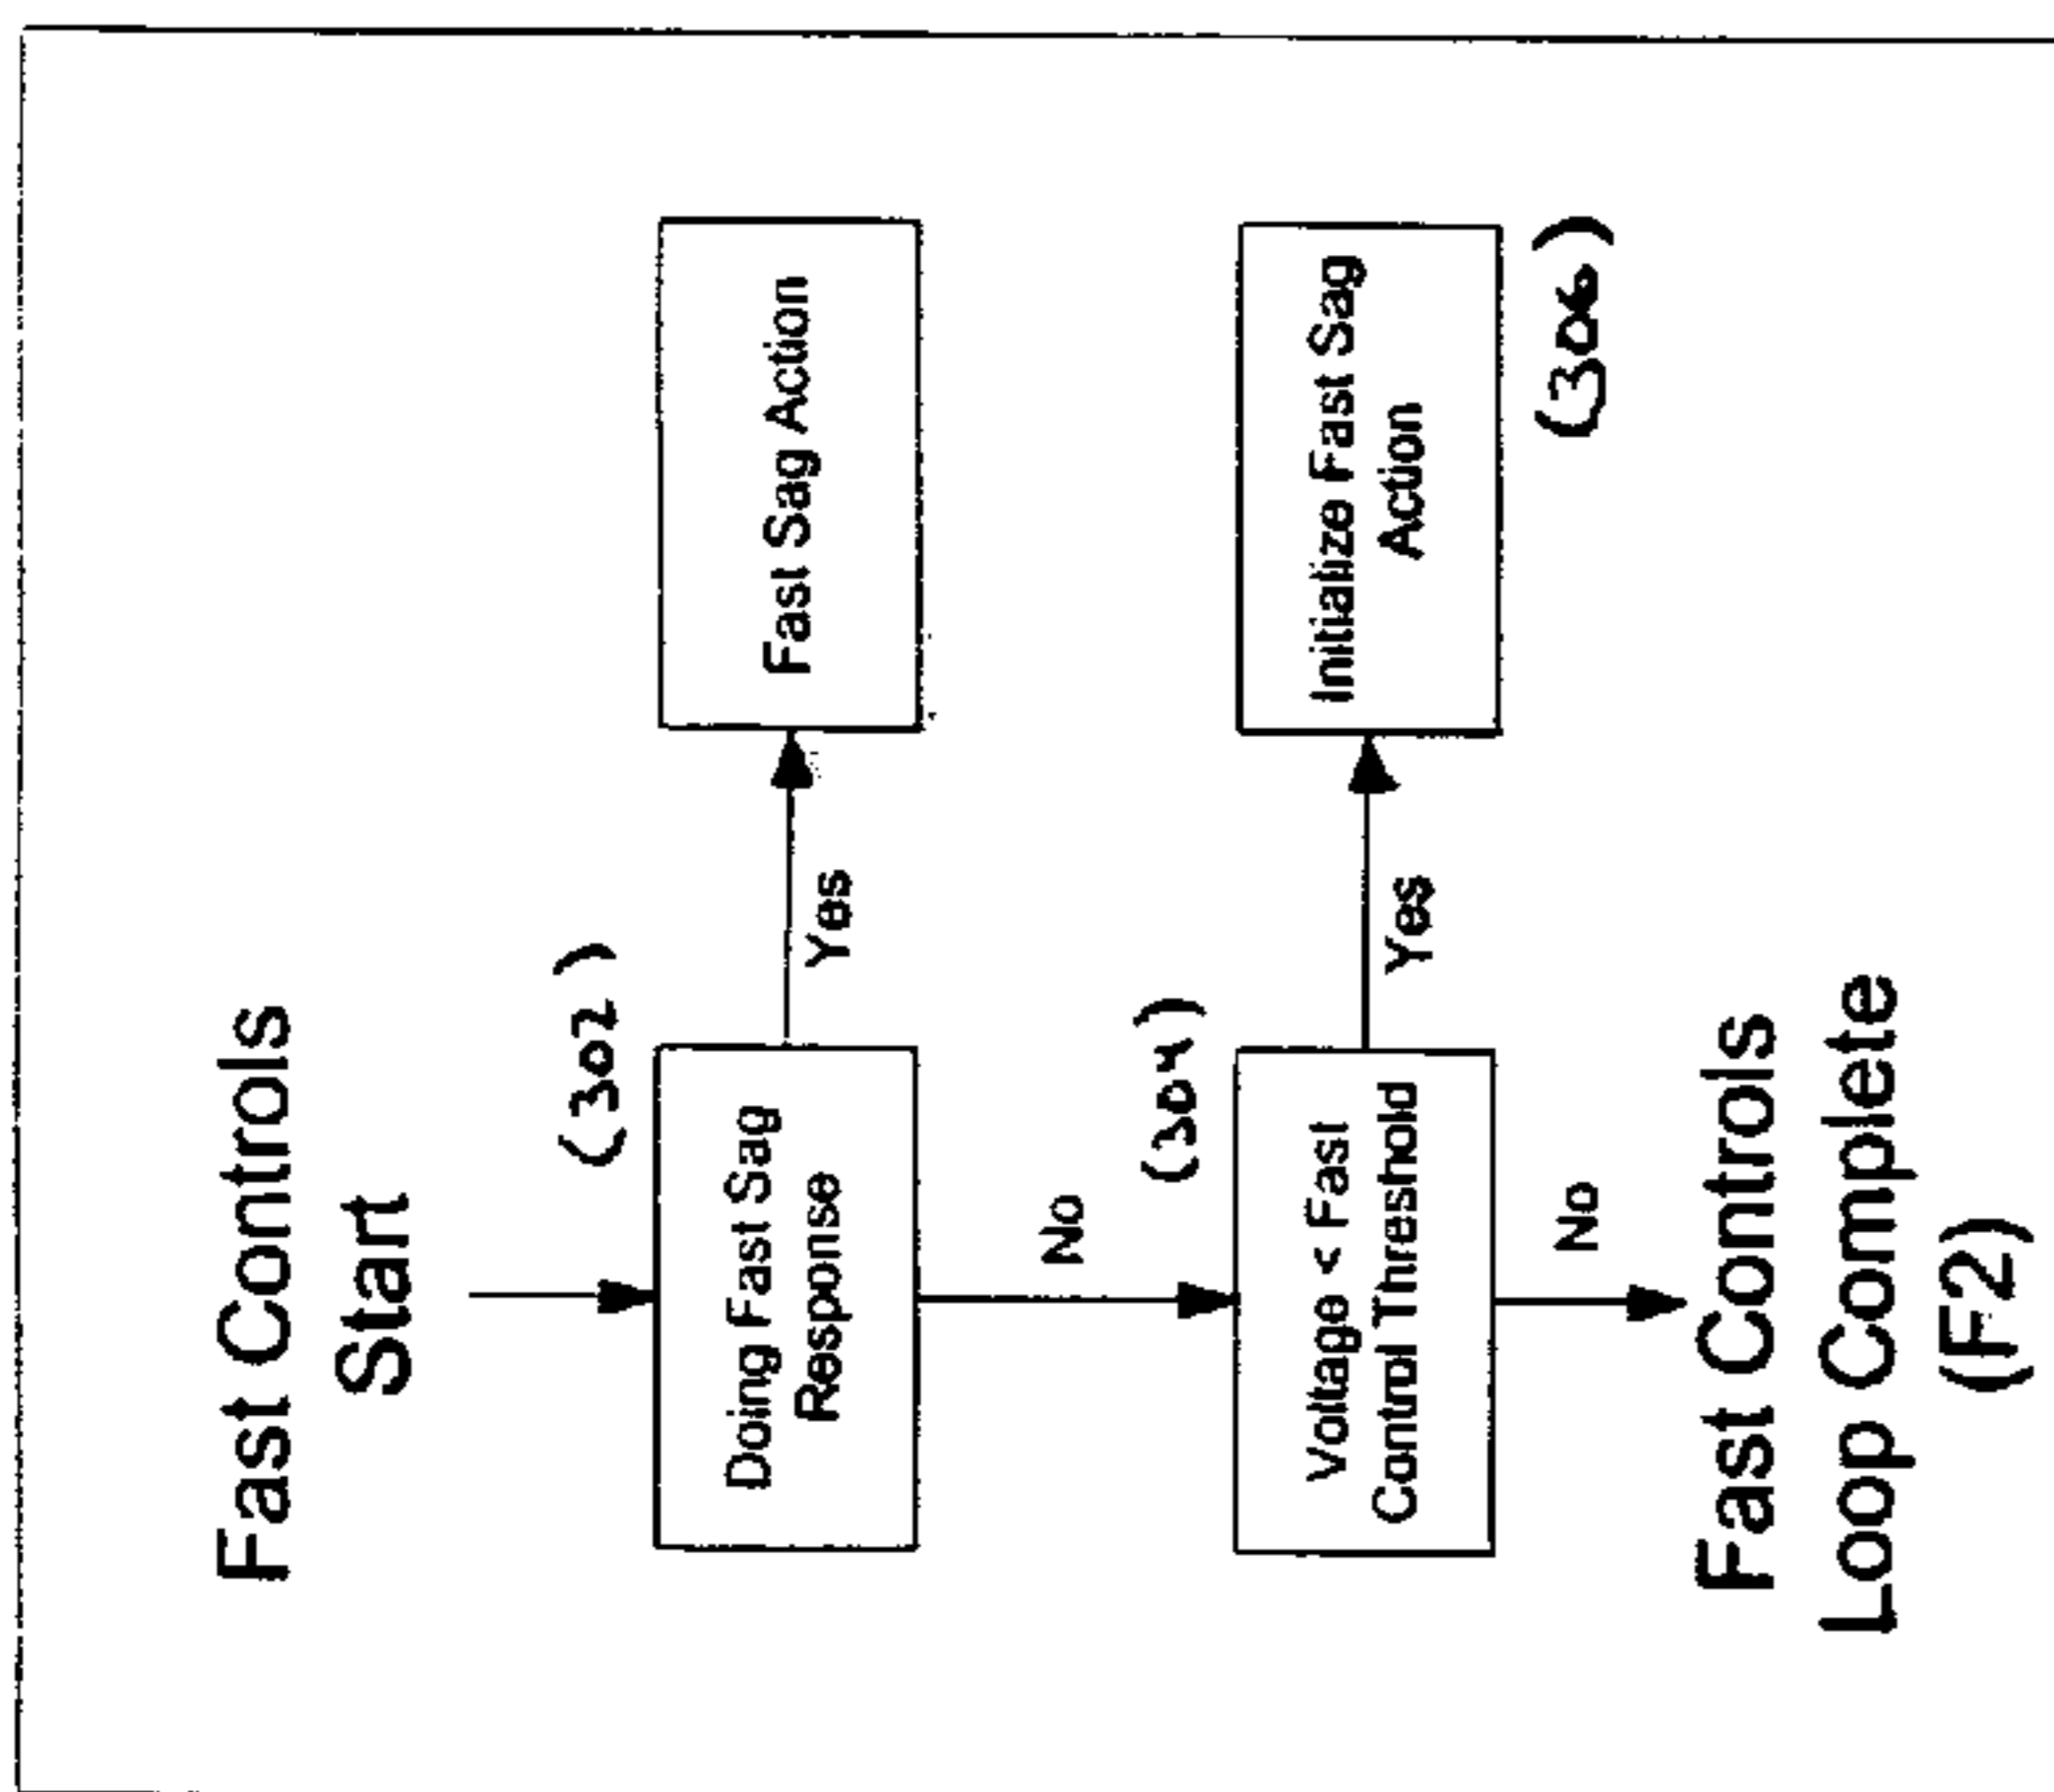 Fast Controls
Start
(302)
Doing Fast Sag
Response
Yes
Fast Sag Action
No
(304)
Voltage < Fast
Control Threshold
Yes
Initialize Fast Sag
Action
(306)
No
Fast Controls
Loop Complete
(F2)